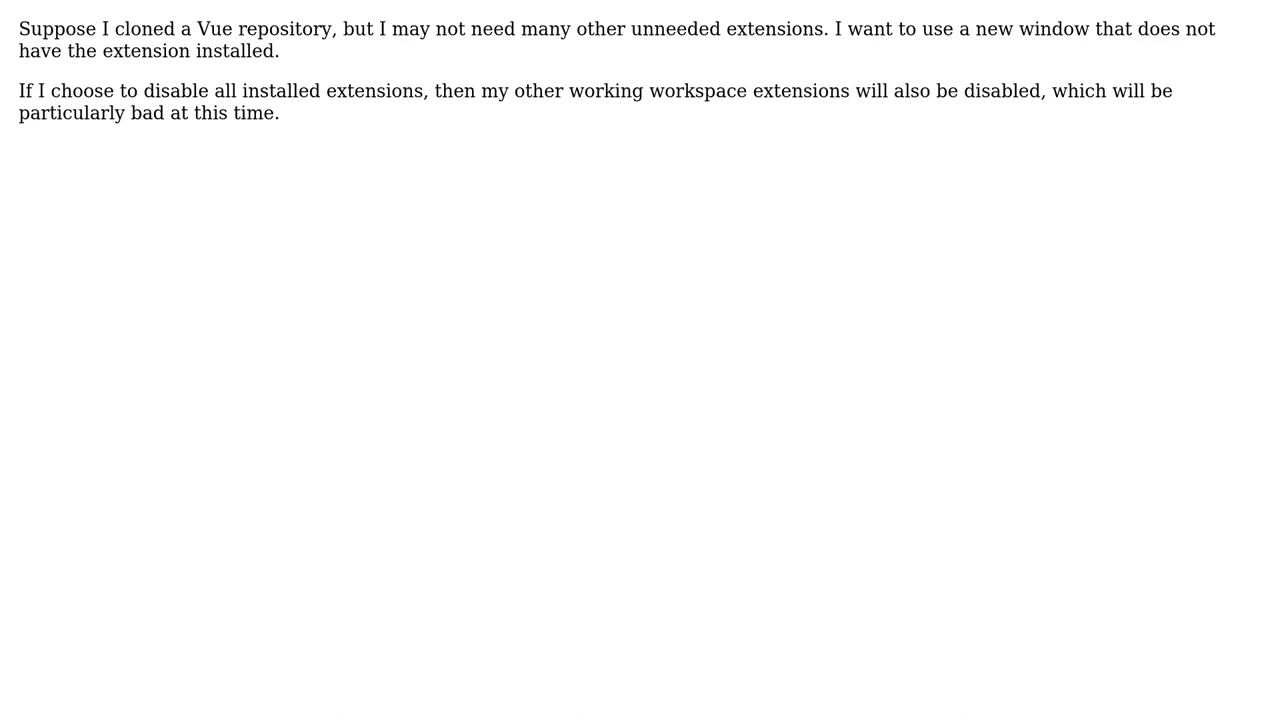 Suppose I cloned a Vue repository, but I may not need many other unneeded extensions. I want to use a new window that does not
have the extension installed.
If I choose to disable all installed extensions, then my other working workspace extensions will also be disabled, which will be
particularly bad at this time.